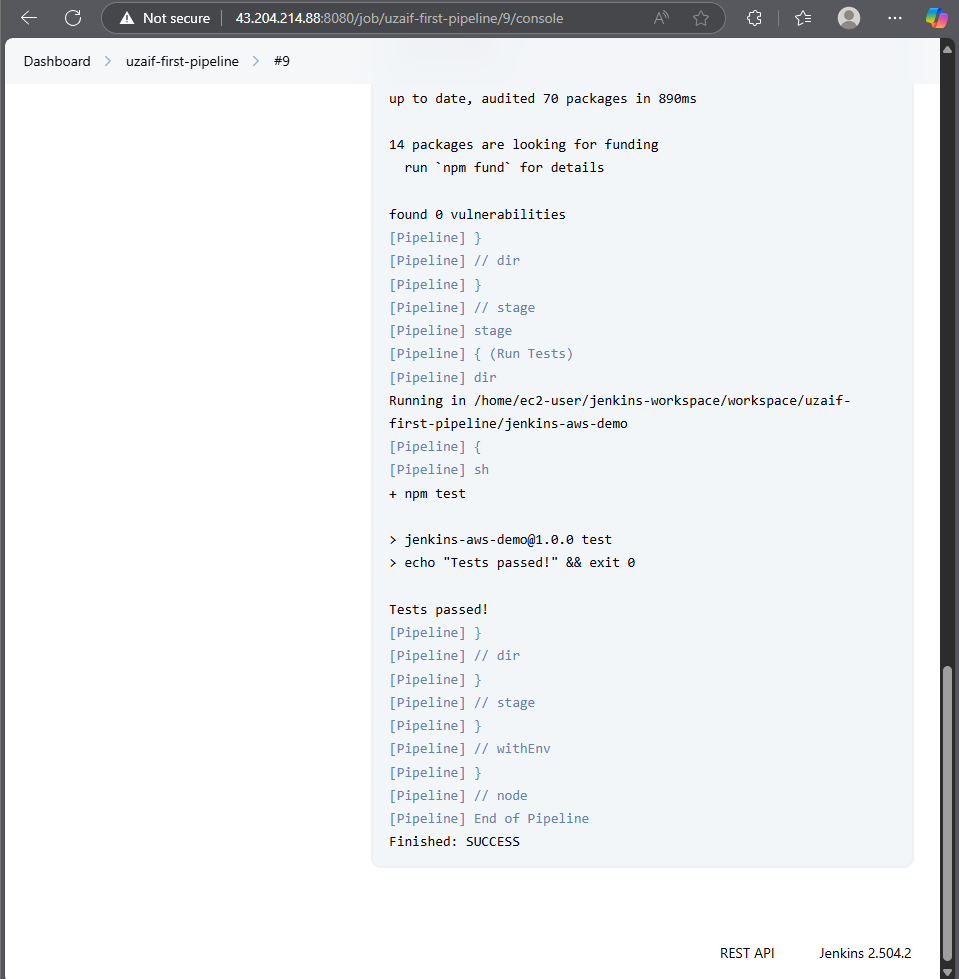 Not secure 43.204.214.88:8080/job/uzaif-first-pipeline/9/console
Dashboard > uzaif-first-pipeline > #9
up to date, audited 70 packages in 890ms
14 packages are looking for funding
  run `npm fund` for details
found 0 vulnerabilities
[Pipeline] }
[Pipeline] // dir
[Pipeline] }
[Pipeline] // stage
[Pipeline] stage
[Pipeline] { (Run Tests)
[Pipeline] dir
Running in /home/ec2-user/jenkins-workspace/workspace/uzaif-
first-pipeline/jenkins-aws-demo
[Pipeline] {
[Pipeline] sh
+ npm test
> jenkins-aws-demo@1.0.0 test
> echo "Tests passed!" && exit 0
Tests passed!
[Pipeline] }
[Pipeline] // dir
[Pipeline] }
[Pipeline] // stage
[Pipeline] }
[Pipeline] // withEnv
[Pipeline] }
[Pipeline] // node
[Pipeline] End of Pipeline
Finished: SUCCESS
REST API Jenkins 2.504.2